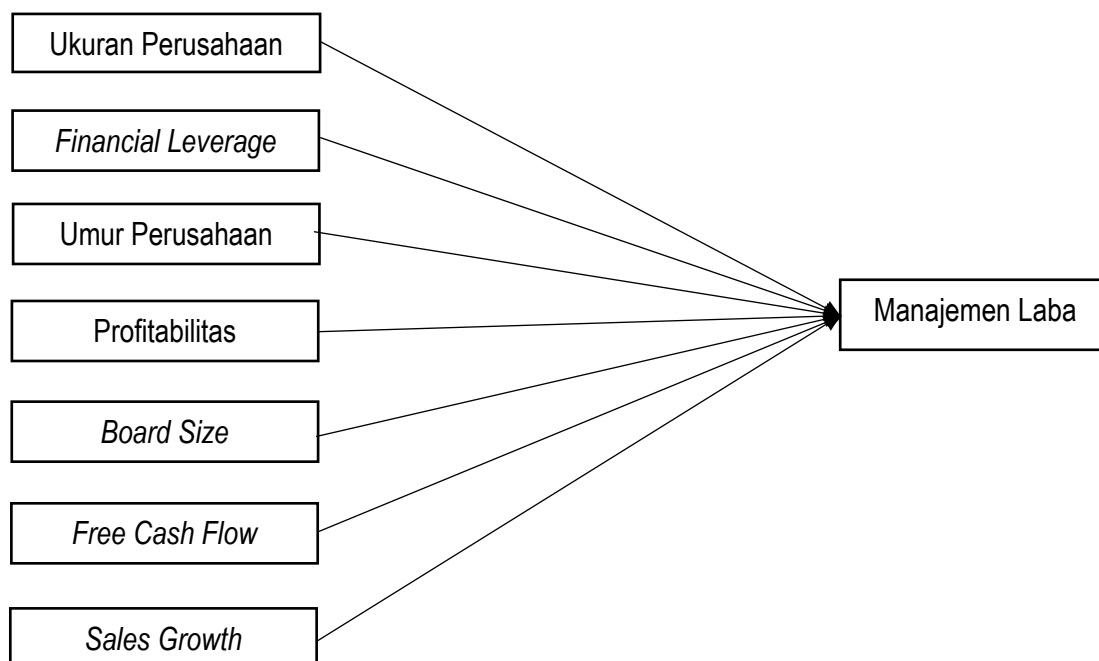 Ukuran Perusahaan
Financial Leverage
Umur Perusahaan
Profitabilitas
Manajemen Laba
Board Size
Free Cash Flow
Sales Growth